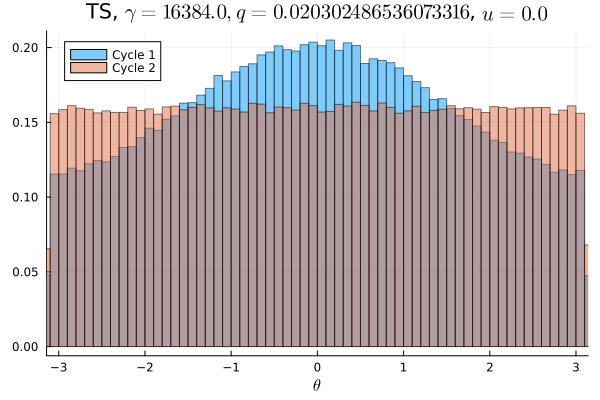 TS, γ = 16384.0, q = 0.020302486536073316, u = 0.0
Cycle 1
Cycle 2
0.20
0.15
0.10
0.05
0.00
−3 −2 −1 0 1 2 3
θ